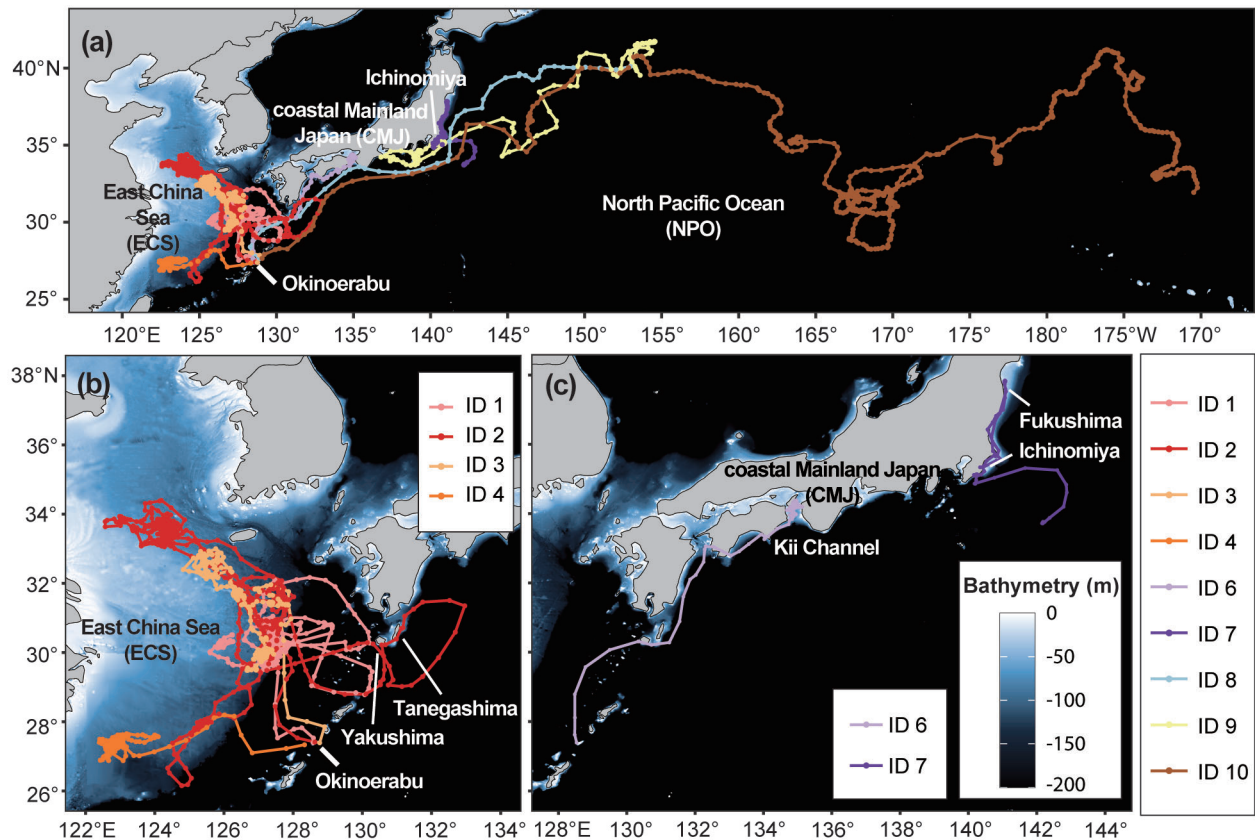 (a)
40°N
35°
30°
25°
Ichinomiya
coastal Mainland
Japan (CMJ)
East China
Sea
(ECS)
North Pacific Ocean
(NPO)
Okinoerabu
120°E
125°
130°
135°
140°
145°
150°
155°
160°
165°
170°
175°
180°
175°W
170°
(b)
38°N
36°
34°
32°
30°
28°
26°
ID 1
ID 2
ID 3
ID 4
East China Sea
(ECS)
Tanegashima
Yakushima
Okinoerabu
122°E
124°
126°
128°
130°
132°
134°
(c)
Fukushima
Ichinomiya
coastal Mainland Japan
(CMJ)
Kii Channel
Bathymetry (m)
0
-50
-100
-150
-200
ID 6
ID 7
128°E
130°
132°
134°
136°
138°
140°
142°
144°
ID 1
ID 2
ID 3
ID 4
ID 6
ID 7
ID 8
ID 9
ID 10